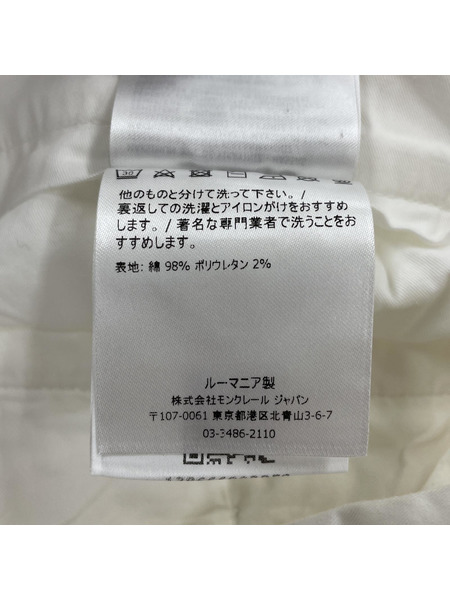 30
他のものと分けて洗って下さい。/
裏返しての洗濯とアイロンがけをおすすめ
します。/ 著名な専門業者で洗うことをお
すすめします。
表地: 綿 98% ポリウレタン 2%
ルーマニア製
株式会社モンクレール ジャパン
〒107-0061 東京都港区北青山3-6-7
03-3486-2110